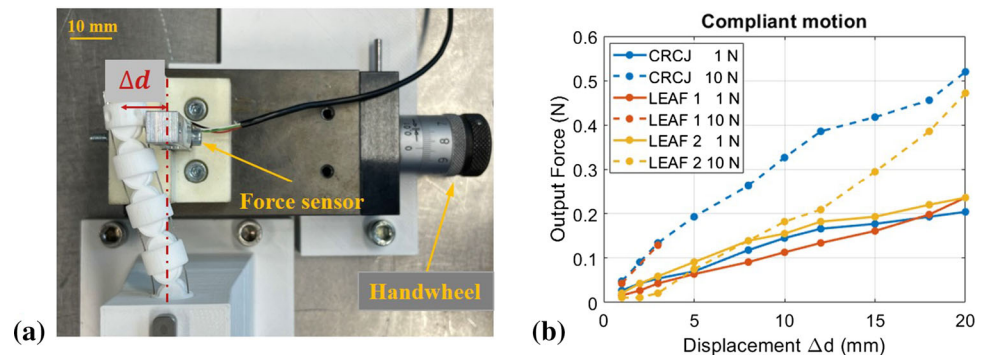 10 mm
Δd
Force sensor
Handwheel
(a)
Compliant motion
0.6
0.5
0.4
0.3
0.2
0.1
0
Output Force (N)
CRCJ 1 N
CRCJ 10 N
LEAF 1 1 N
LEAF 1 10 N
LEAF 2 1 N
LEAF 2 10 N
0 5 10 15 20
Displacement Δd (mm)
(b)